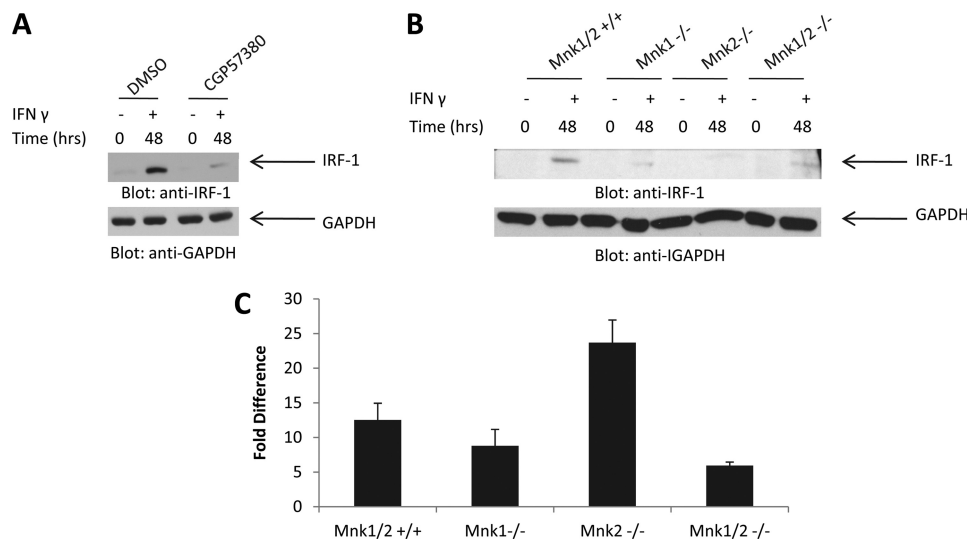 A
DMSO
CGP57380
IFN γ - + - +
Time (hrs) 0 48 0 48
IRF-1
Blot: anti-IRF-1
GAPDH
Blot: anti-GAPDH
B
Mnk1/2 +/+
Mnk1 -/-
Mnk2-/-
Mnk1/2 -/-
IFN γ - + - + - + - +
Time (hrs) 0 48 0 48 0 48 0 48
IRF-1
Blot: anti-IRF-1
GAPDH
Blot: anti-IGAPDH
C
Fold Difference
30
25
20
15
10
5
0
Mnk1/2 +/+ Mnk1-/- Mnk2 -/- Mnk1/2 -/-